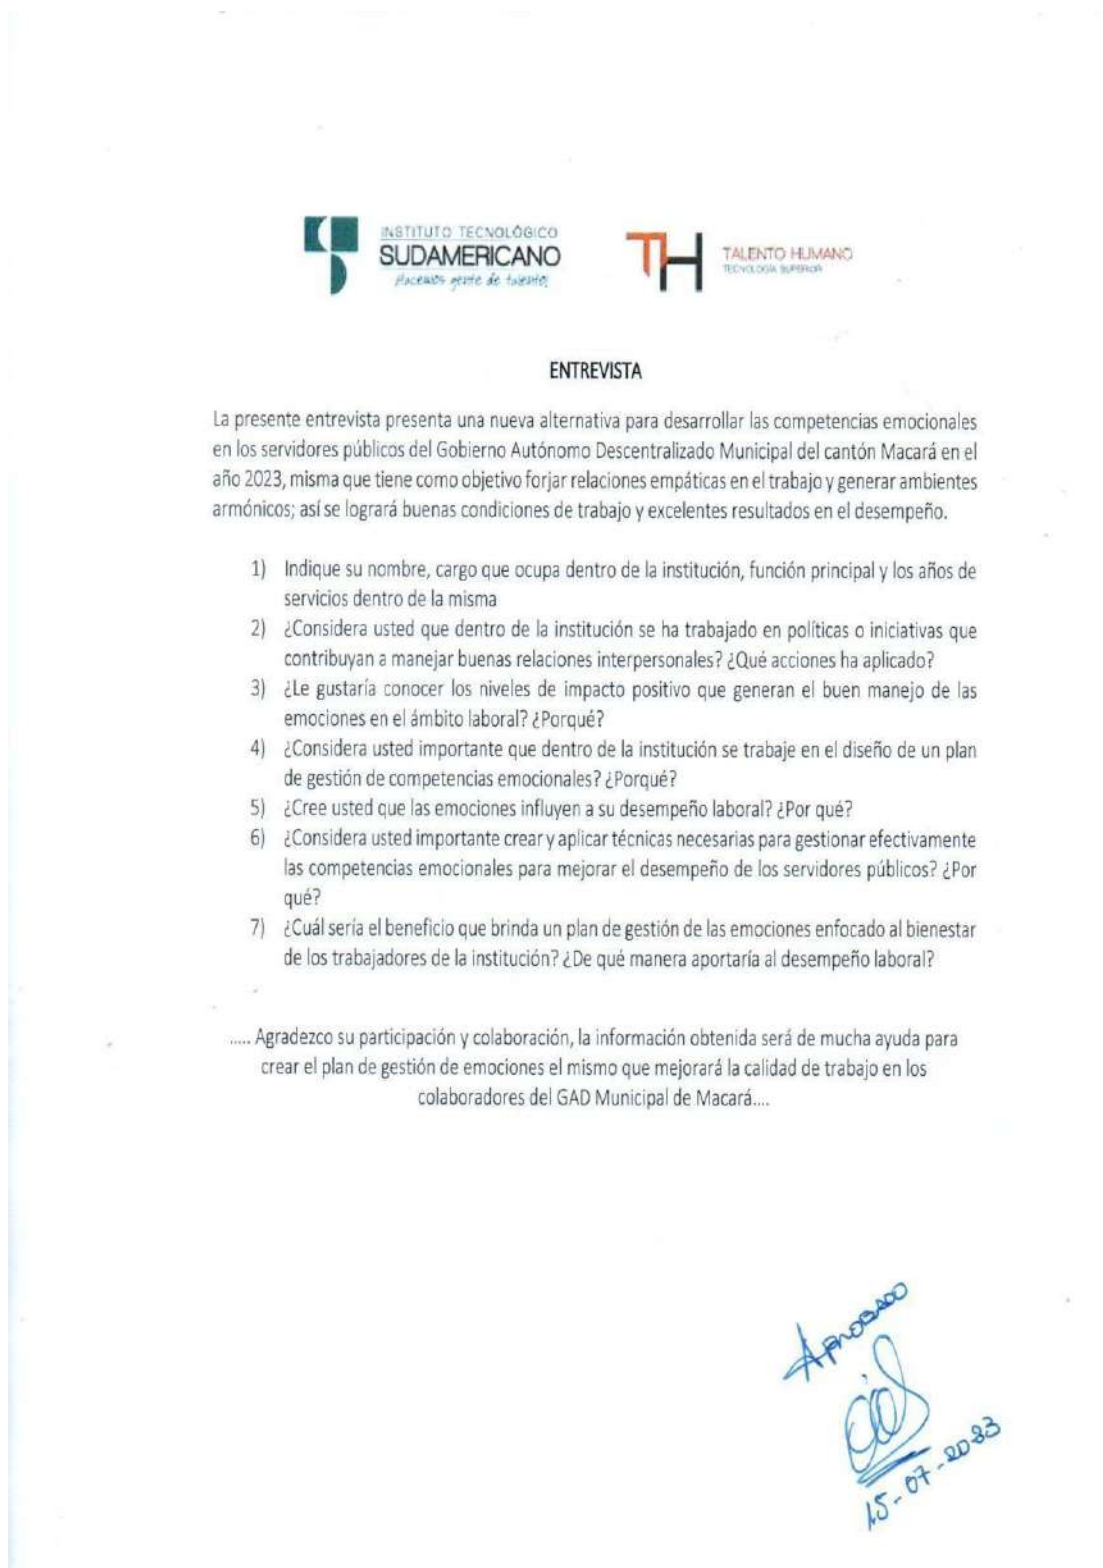 INSTITUTO TECNOLÓGICO
SUDAMERICANO
Hacemos gente de talento!
TH
TALENTO HUMANO
TECNOLOGÍA SUPERIOR
ENTREVISTA
La presente entrevista presenta una nueva alternativa para desarrollar las competencias emocionales
en los servidores públicos del Gobierno Autónomo Descentralizado Municipal del cantón Macará en el
año 2023, misma que tiene como objetivo forjar relaciones empáticas en el trabajo y generar ambientes
armónicos; así se logrará buenas condiciones de trabajo y excelentes resultados en el desempeño.
1) Indique su nombre, cargo que ocupa dentro de la institución, función principal y los años de
servicios dentro de la misma
2) ¿Considera usted que dentro de la institución se ha trabajado en políticas o iniciativas que
contribuyan a manejar buenas relaciones interpersonales? ¿Qué acciones ha aplicado?
3) ¿Le gustaría conocer los niveles de impacto positivo que generan el buen manejo de las
emociones en el ámbito laboral? ¿Porqué?
4) ¿Considera usted importante que dentro de la institución se trabaje en el diseño de un plan
de gestión de competencias emocionales? ¿Porqué?
5) ¿Cree usted que las emociones influyen a su desempeño laboral? ¿Por qué?
6) ¿Considera usted importante crear y aplicar técnicas necesarias para gestionar efectivamente
las competencias emocionales para mejorar el desempeño de los servidores públicos? ¿Por
qué?
7) ¿Cuál sería el beneficio que brinda un plan de gestión de las emociones enfocado al bienestar
de los trabajadores de la institución? ¿De qué manera aportaría al desempeño laboral?
..... Agradezco su participación y colaboración, la información obtenida será de mucha ayuda para
crear el plan de gestión de emociones el mismo que mejorará la calidad de trabajo en los
colaboradores del GAD Municipal de Macará....
APROBADO
15-07-2023